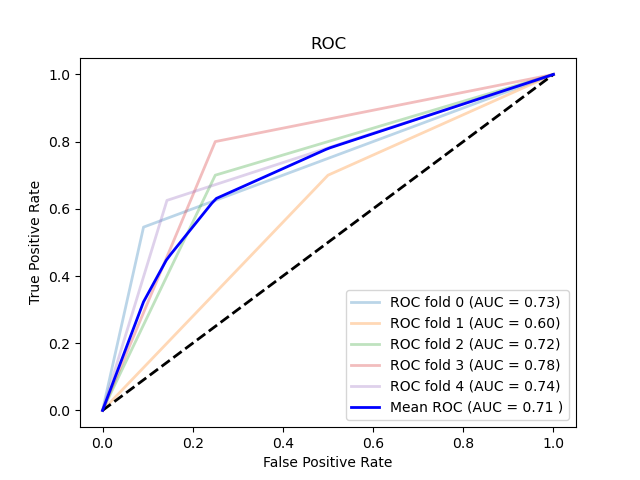 ROC
1.0
0.8
0.6
0.4
0.2
0.0
True Positive Rate
ROC fold 0 (AUC = 0.73)
ROC fold 1 (AUC = 0.60)
ROC fold 2 (AUC = 0.72)
ROC fold 3 (AUC = 0.78)
ROC fold 4 (AUC = 0.74)
Mean ROC (AUC = 0.71 )
0.0 0.2 0.4 0.6 0.8 1.0
False Positive Rate